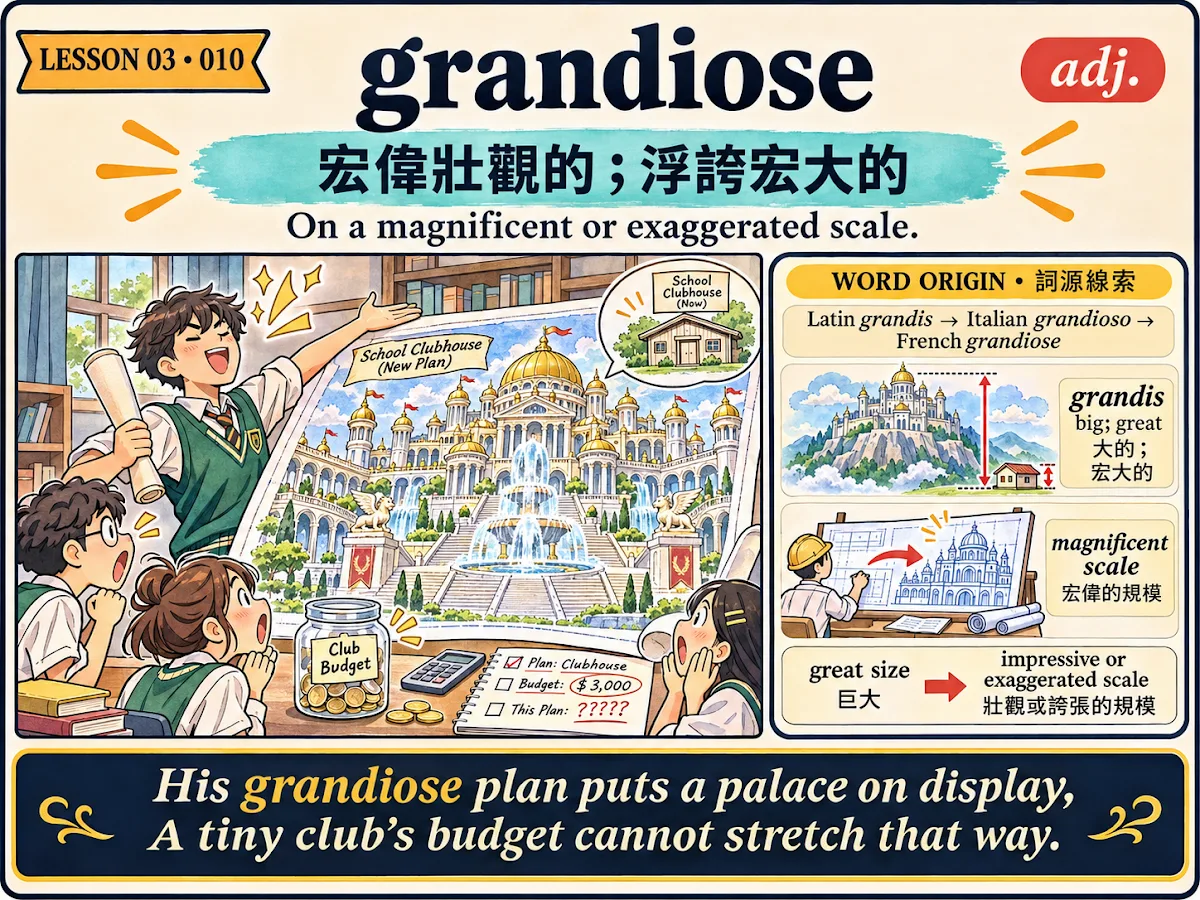 LESSON 03 • 010
grandiose
adj.
宏偉壯觀的；浮誇宏大的
On a magnificent or exaggerated scale.
School Clubhouse
(New Plan)
School
Clubhouse
(Now)
Club
Budget
Plan: Clubhouse
Budget: $3,000
This Plan: ?????
WORD ORIGIN • 詞源線索
Latin grandis → Italian grandioso →
French grandiose
grandis
big; great
大的；
宏大的
magnificent
scale
宏偉的規模
great size
巨大
impressive or
exaggerated scale
壯觀或誇張的規模
His grandiose plan puts a palace on display,
A tiny club's budget cannot stretch that way.